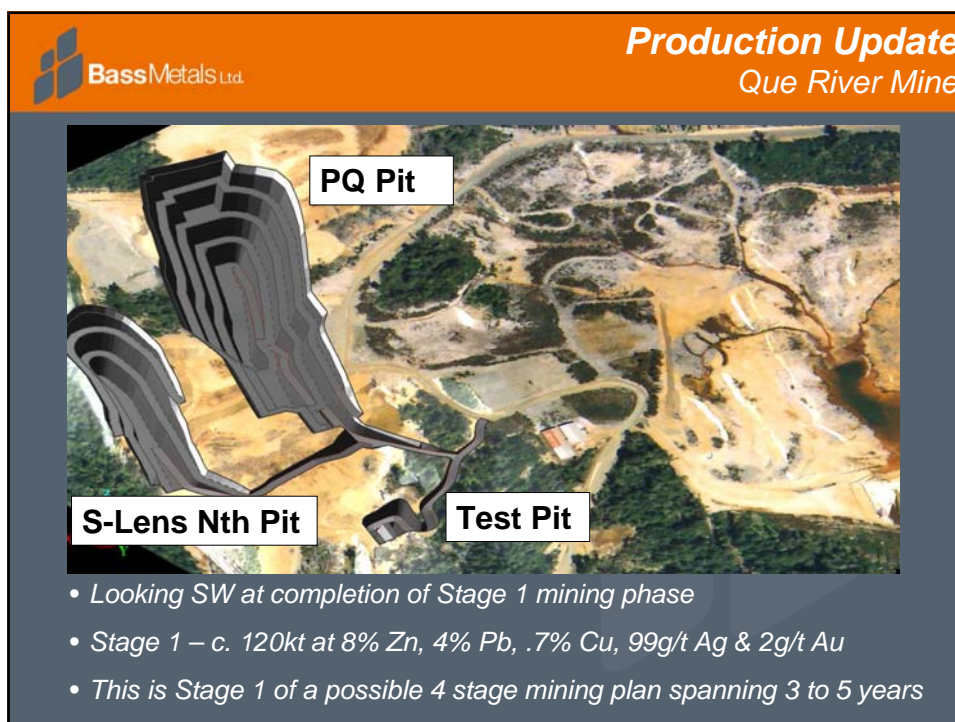 BassMetals Ltd.
Production Update
Que River Mine
PQ Pit
S-Lens Nth Pit
Test Pit
• Looking SW at completion of Stage 1 mining phase
• Stage 1 – c. 120kt at 8% Zn, 4% Pb, .7% Cu, 99g/t Ag & 2g/t Au
• This is Stage 1 of a possible 4 stage mining plan spanning 3 to 5 years